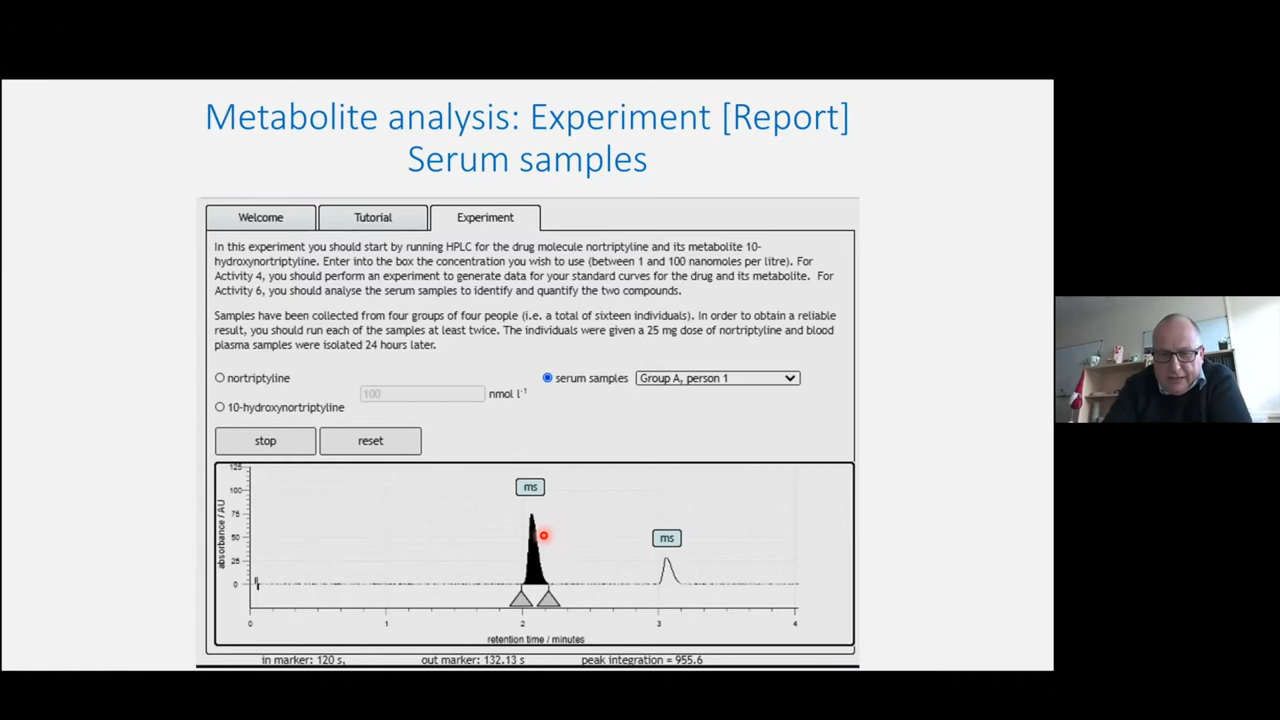 Metabolite analysis: Experiment [Report]
Serum samples
Welcome
Tutorial
Experiment
In this experiment you should start by running HPLC for the drug molecule nortriptyline and its metabolite 10-
hydroxynortriptyline. Enter into the box the concentration you wish to use (between 1 and 100 nanomoles per litre). For
Activity 4, you should perform an experiment to generate data for your standard curves for the drug and its metabolite. For
Activity 6, you should analyse the serum samples to identify and quantify the two compounds.
Samples have been collected from four groups of four people (i.e. a total of sixteen individuals). In order to obtain a reliable
result, you should run each of the samples at least twice. The individuals were given a 25 mg dose of nortriptyline and blood
plasma samples were isolated 24 hours later.
nortriptyline
100
nmol l⁻¹
serum samples
Group A, person 1
10-hydroxynortriptyline
stop
reset
absorbance / AU
125
100
75
50
25
0
ms
ms
0
1
2
3
4
retention time / minutes
in marker: 120 s,
out marker: 132.13 s
peak integration = 955.6